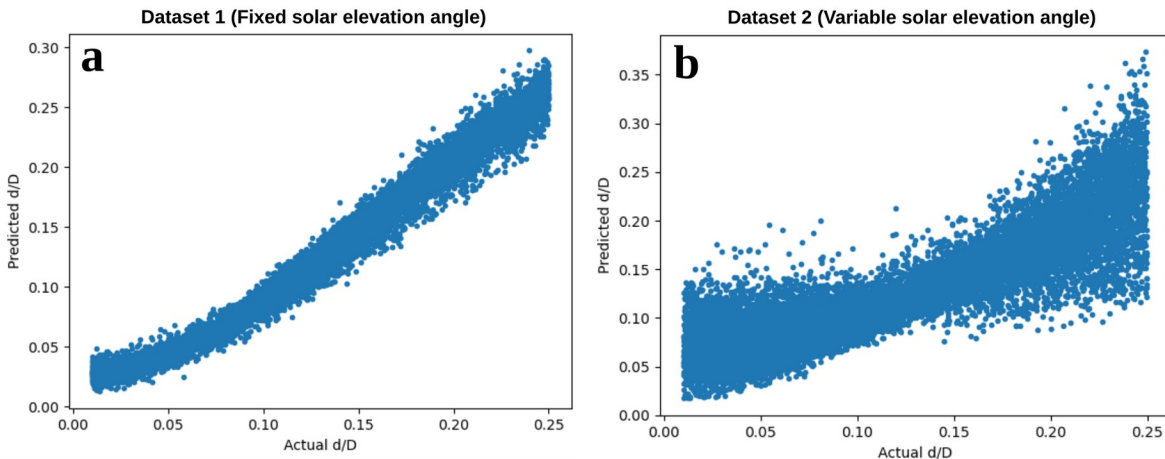 Dataset 1 (Fixed solar elevation angle)
a
0.30
0.25
0.20
0.15
0.10
0.05
0.00
Predicted d/D
0.00 0.05 0.10 0.15 0.20 0.25
Actual d/D
Dataset 2 (Variable solar elevation angle)
b
0.35
0.30
0.25
0.20
0.15
0.10
0.05
0.00
Predicted d/D
0.00 0.05 0.10 0.15 0.20 0.25
Actual d/D